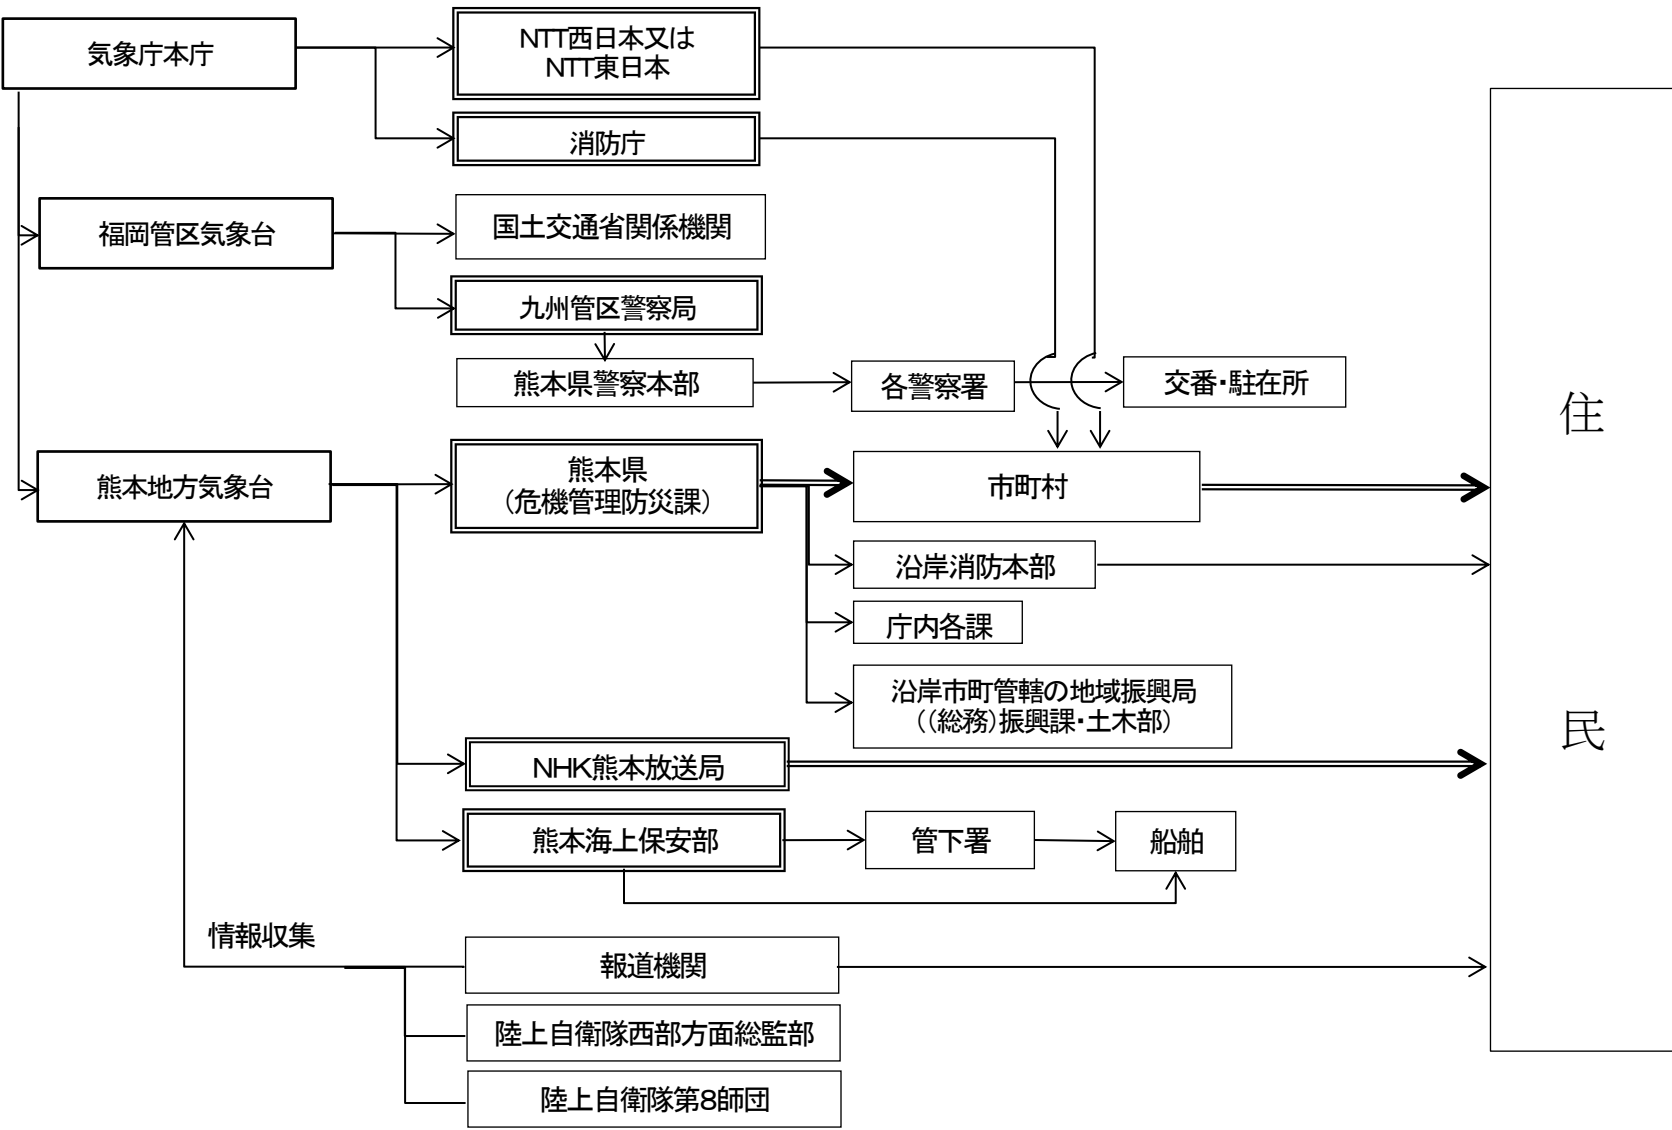 気象庁本庁
NTT西日本又は
NTT東日本
消防庁
福岡管区気象台
国土交通省関係機関
九州管区警察局
熊本県警察本部
各警察署
交番・駐在所
熊本地方気象台
熊本県
（危機管理防災課）
市町村
沿岸消防本部
庁内各課
沿岸市町管轄の地域振興局
（（総務）振興課・土木部）
NHK熊本放送局
熊本海上保安部
管下署
船舶
情報収集
報道機関
陸上自衛隊西部方面総監部
陸上自衛隊第8師団
住
民